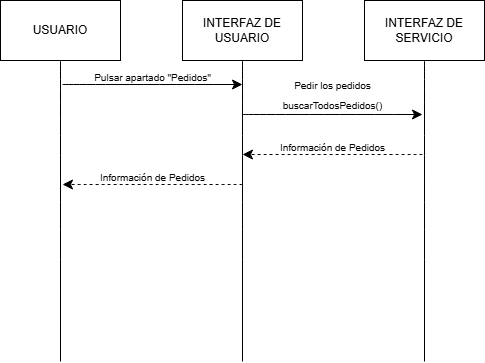 USUARIO
INTERFAZ DE
USUARIO
INTERFAZ DE
SERVICIO
Pulsar apartado "Pedidos"
Pedir los pedidos
buscarTodosPedidos()
Información de Pedidos
Información de Pedidos